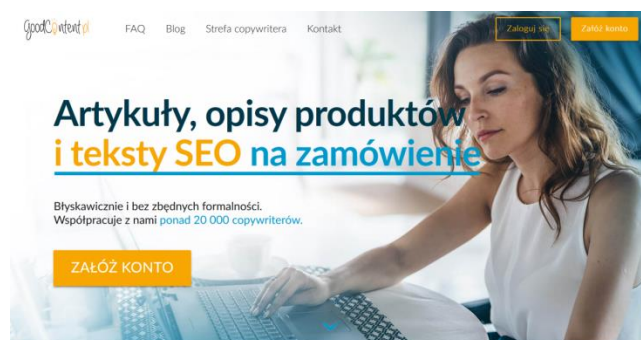 GoodContent.pl
FAQ
Blog
Strefa copywritera
Kontakt
Zaloguj się
Załóż konto
Artykuły, opisy produktów
i teksty SEO na zamówienie
Błyskawicznie i bez zbędnych formalności.
Współpracuje z nami ponad 20 000 copywriterów.
ZAŁÓŻ KONTO